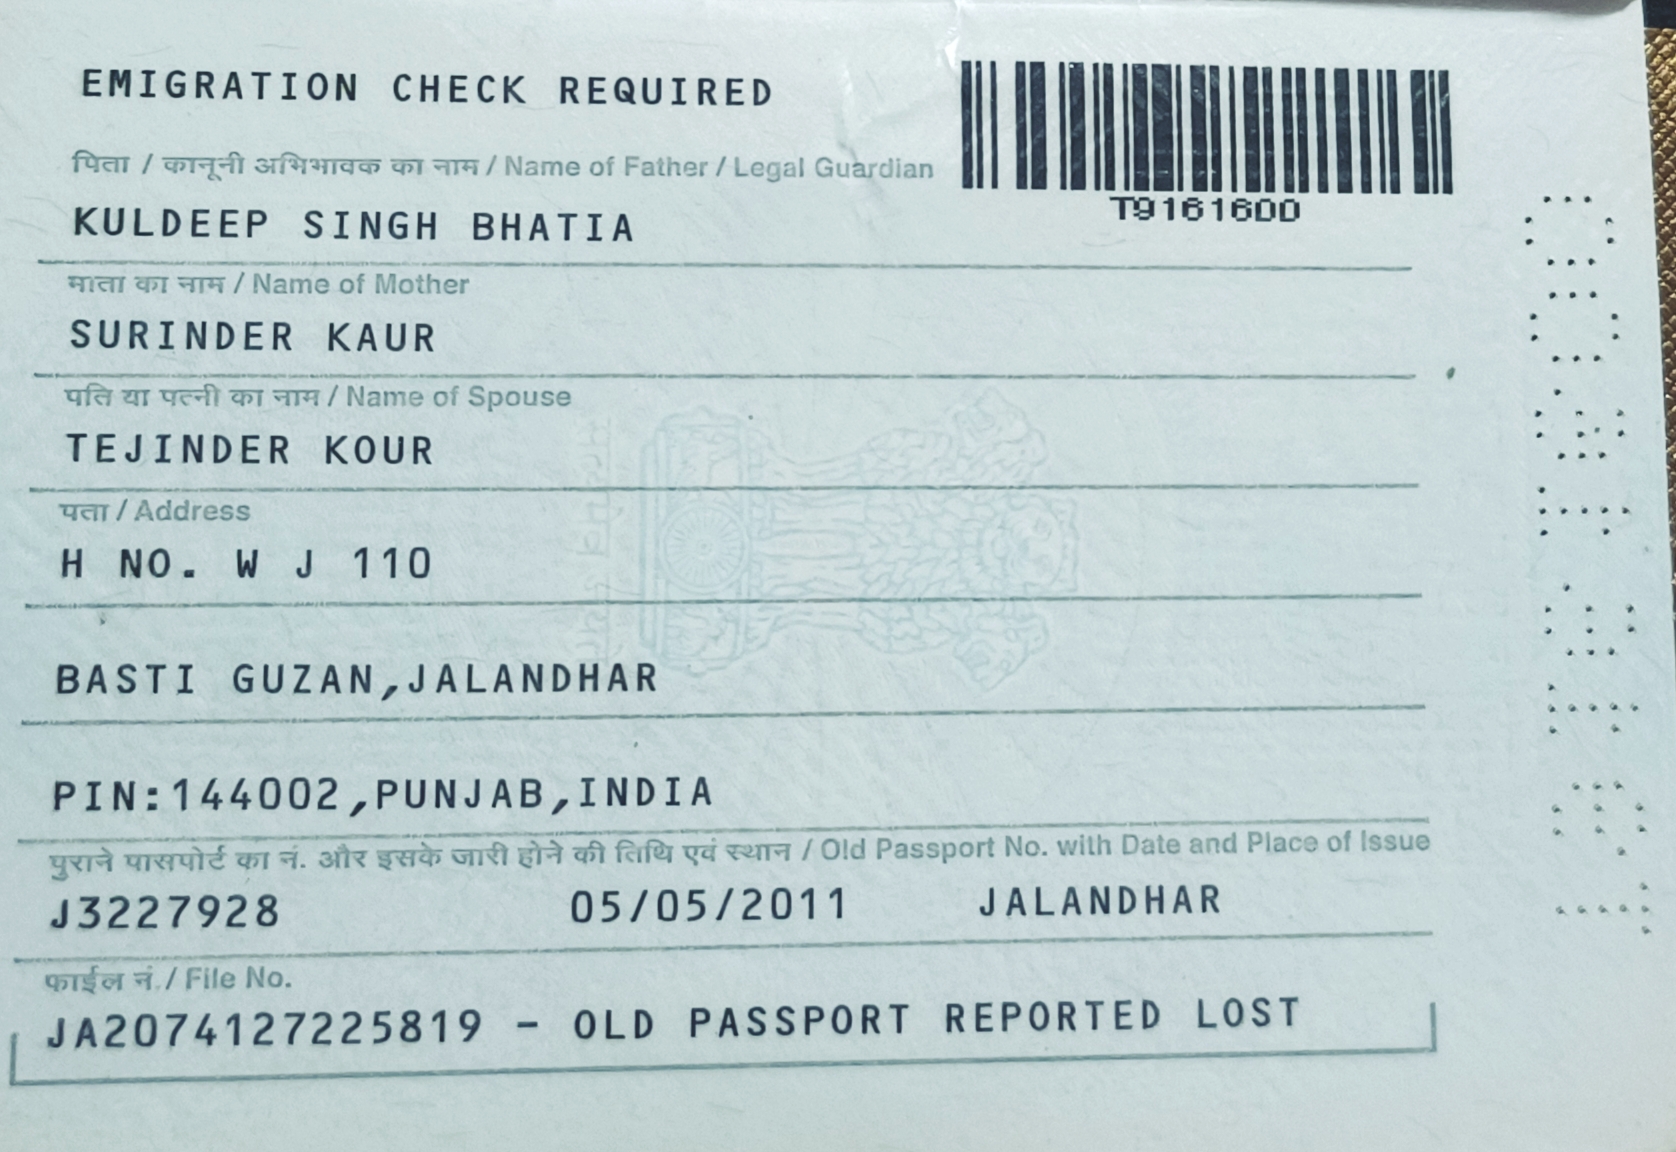 EMIGRATION CHECK REQUIRED
पिता / कानूनी अभिभावक का नाम / Name of Father / Legal Guardian
T9161600
KULDEEP SINGH BHATIA
माता का नाम / Name of Mother
SURINDER KAUR
पति या पत्नी का नाम / Name of Spouse
TEJINDER KOUR
पता / Address
H NO. W J 110
BASTI GUZAN,JALANDHAR
PIN:144002,PUNJAB,INDIA
पुराने पासपोर्ट का नं. और इसके जारी होने की तिथि एवं स्थान / Old Passport No. with Date and Place of Issue
J3227928 05/05/2011 JALANDHAR
फाईल नं./ File No.
JA2074127225819 - OLD PASSPORT REPORTED LOST